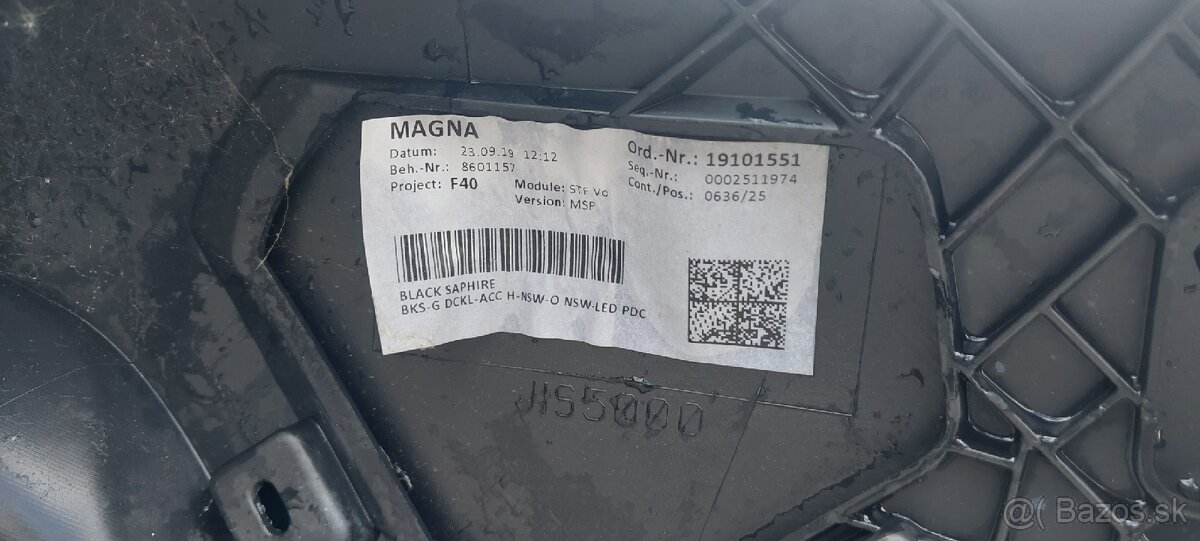 MAGNA
Datum: 23.09.19 12:12
Beh.-Nr.: 8601157
Project: F40
Module: STF Vo
Version: MSP
Ord.-Nr.: 19101551
Seq.-Nr.: 0002511974
Cont./Pos.: 0636/25
BLACK SAPHIRE
BKS-G DCKL-ACC H-NSW-O NSW-LED PDC
JIS5000
@( Bazos.sk